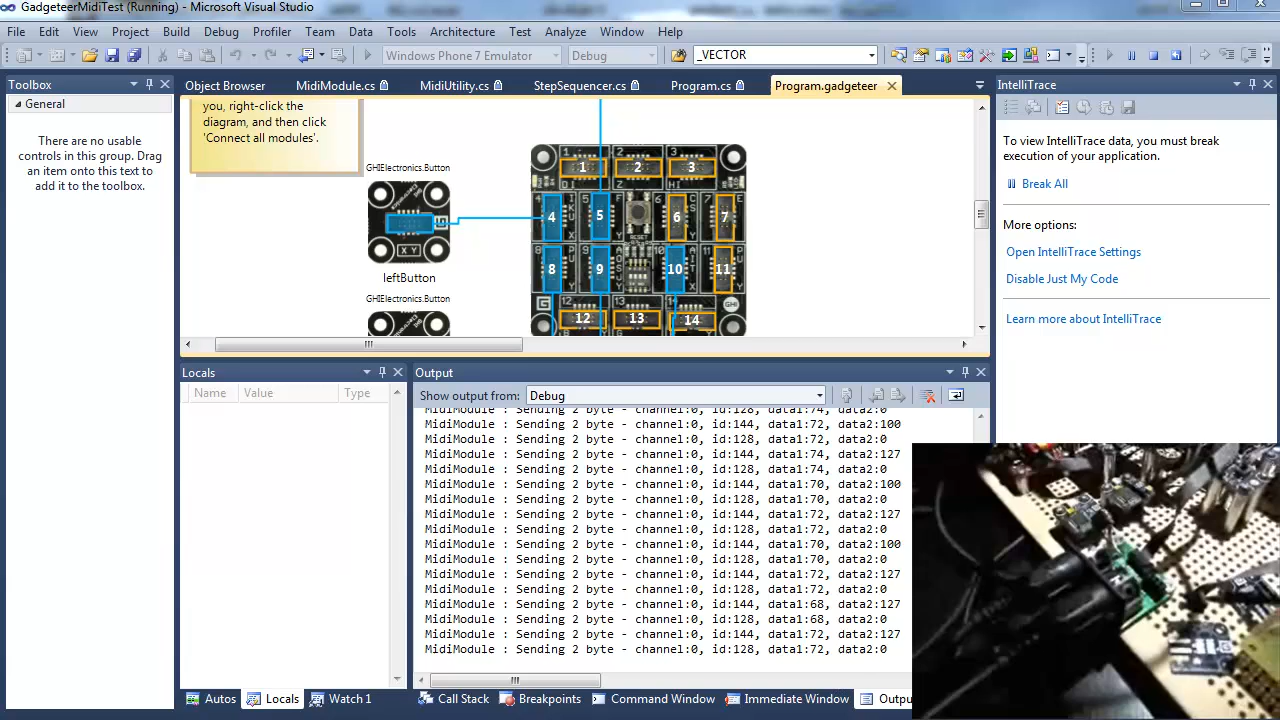 GadgeteerMidiTest (Running) - Microsoft Visual Studio
File Edit View Project Build Debug Profiler Team Data Tools Architecture Test Analyze Window Help
Windows Phone 7 Emulator Debug _VECTOR
Toolbox
General
There are no usable
controls in this group. Drag
an item onto this text to
add it to the toolbox.
Object Browser MidiModule.cs MidiUtility.cs StepSequencer.cs Program.cs Program.gadgeteer
you, right-click the
diagram, and then click
'Connect all modules'.
GHIElectronics.Button
X Y
leftButton
GHIElectronics.Button
1 2 3
4 5 6 7
RESET
8 9 10 11
12 13 14
GHI
IntelliTrace
To view IntelliTrace data, you must break
execution of your application.
Break All
More options:
Open IntelliTrace Settings
Disable Just My Code
Learn more about IntelliTrace
Locals
Name Value Type
Output
Show output from: Debug
MidiModule : Sending 2 byte - channel:0, id:128, data1:74, data2:0
MidiModule : Sending 2 byte - channel:0, id:144, data1:72, data2:100
MidiModule : Sending 2 byte - channel:0, id:128, data1:72, data2:0
MidiModule : Sending 2 byte - channel:0, id:144, data1:74, data2:127
MidiModule : Sending 2 byte - channel:0, id:128, data1:74, data2:0
MidiModule : Sending 2 byte - channel:0, id:144, data1:70, data2:100
MidiModule : Sending 2 byte - channel:0, id:128, data1:70, data2:0
MidiModule : Sending 2 byte - channel:0, id:144, data1:72, data2:127
MidiModule : Sending 2 byte - channel:0, id:128, data1:72, data2:0
MidiModule : Sending 2 byte - channel:0, id:144, data1:70, data2:100
MidiModule : Sending 2 byte - channel:0, id:128, data1:70, data2:0
MidiModule : Sending 2 byte - channel:0, id:144, data1:72, data2:127
MidiModule : Sending 2 byte - channel:0, id:128, data1:72, data2:0
MidiModule : Sending 2 byte - channel:0, id:144, data1:68, data2:127
MidiModule : Sending 2 byte - channel:0, id:128, data1:68, data2:0
MidiModule : Sending 2 byte - channel:0, id:144, data1:72, data2:127
MidiModule : Sending 2 byte - channel:0, id:128, data1:72, data2:0
Autos Locals Watch 1
Call Stack Breakpoints Command Window Immediate Window Outpu